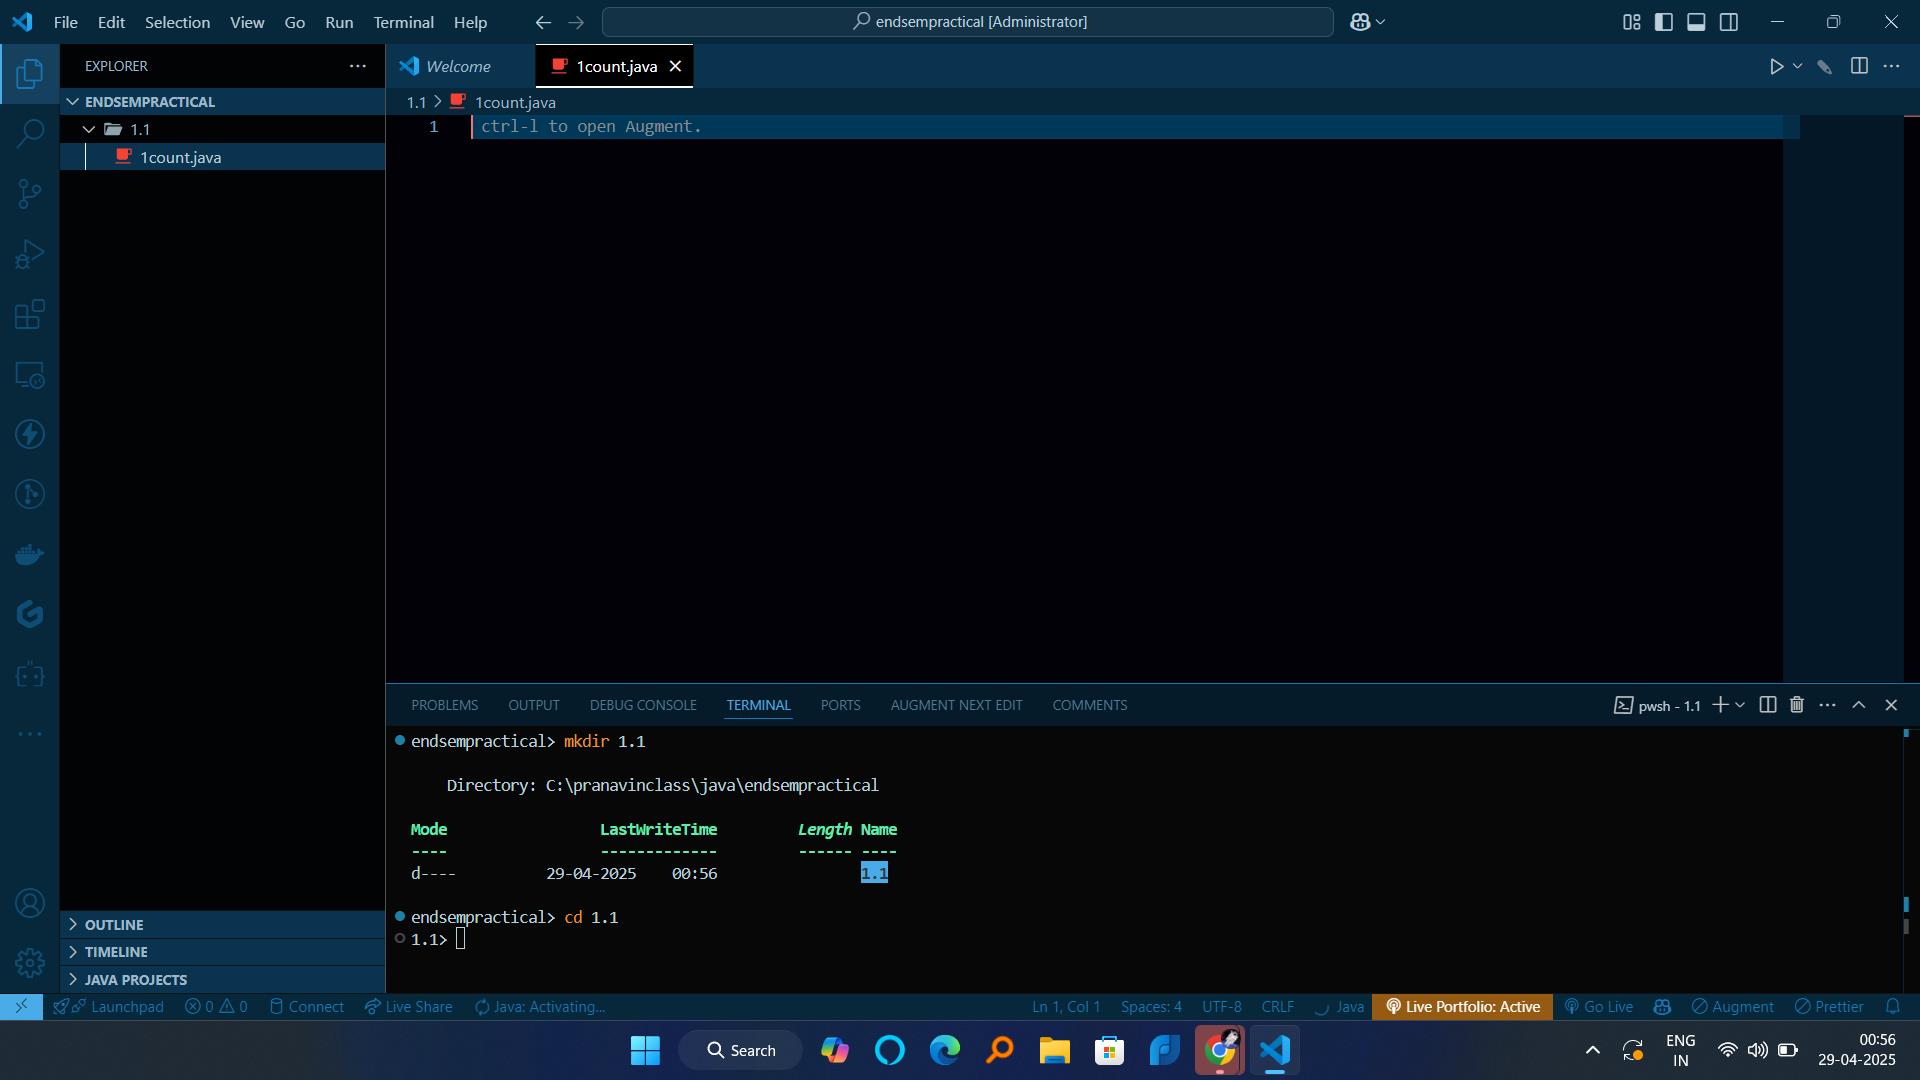 File Edit Selection View Go Run Terminal Help
endsempractical [Administrator]
EXPLORER
Welcome
1count.java
ENDSEMPRACTICAL
1.1
1count.java
1.1 > 1count.java
1
ctrl-l to open Augment.
PROBLEMS OUTPUT DEBUG CONSOLE TERMINAL PORTS AUGMENT NEXT EDIT COMMENTS
pwsh - 1.1
endsempractical> mkdir 1.1
Directory: C:\pranavinclass\java\endsempractical
Mode LastWriteTime Length Name
---- ------------- ------ ----
d---- 29-04-2025 00:56 1.1
endsempractical> cd 1.1
1.1>
OUTLINE
TIMELINE
JAVA PROJECTS
Launchpad 0 0 Connect Live Share Java: Activating...
Ln 1, Col 1 Spaces: 4 UTF-8 CRLF Java Live Portfolio: Active Go Live Augment Prettier
Search
ENG
IN
00:56
29-04-2025